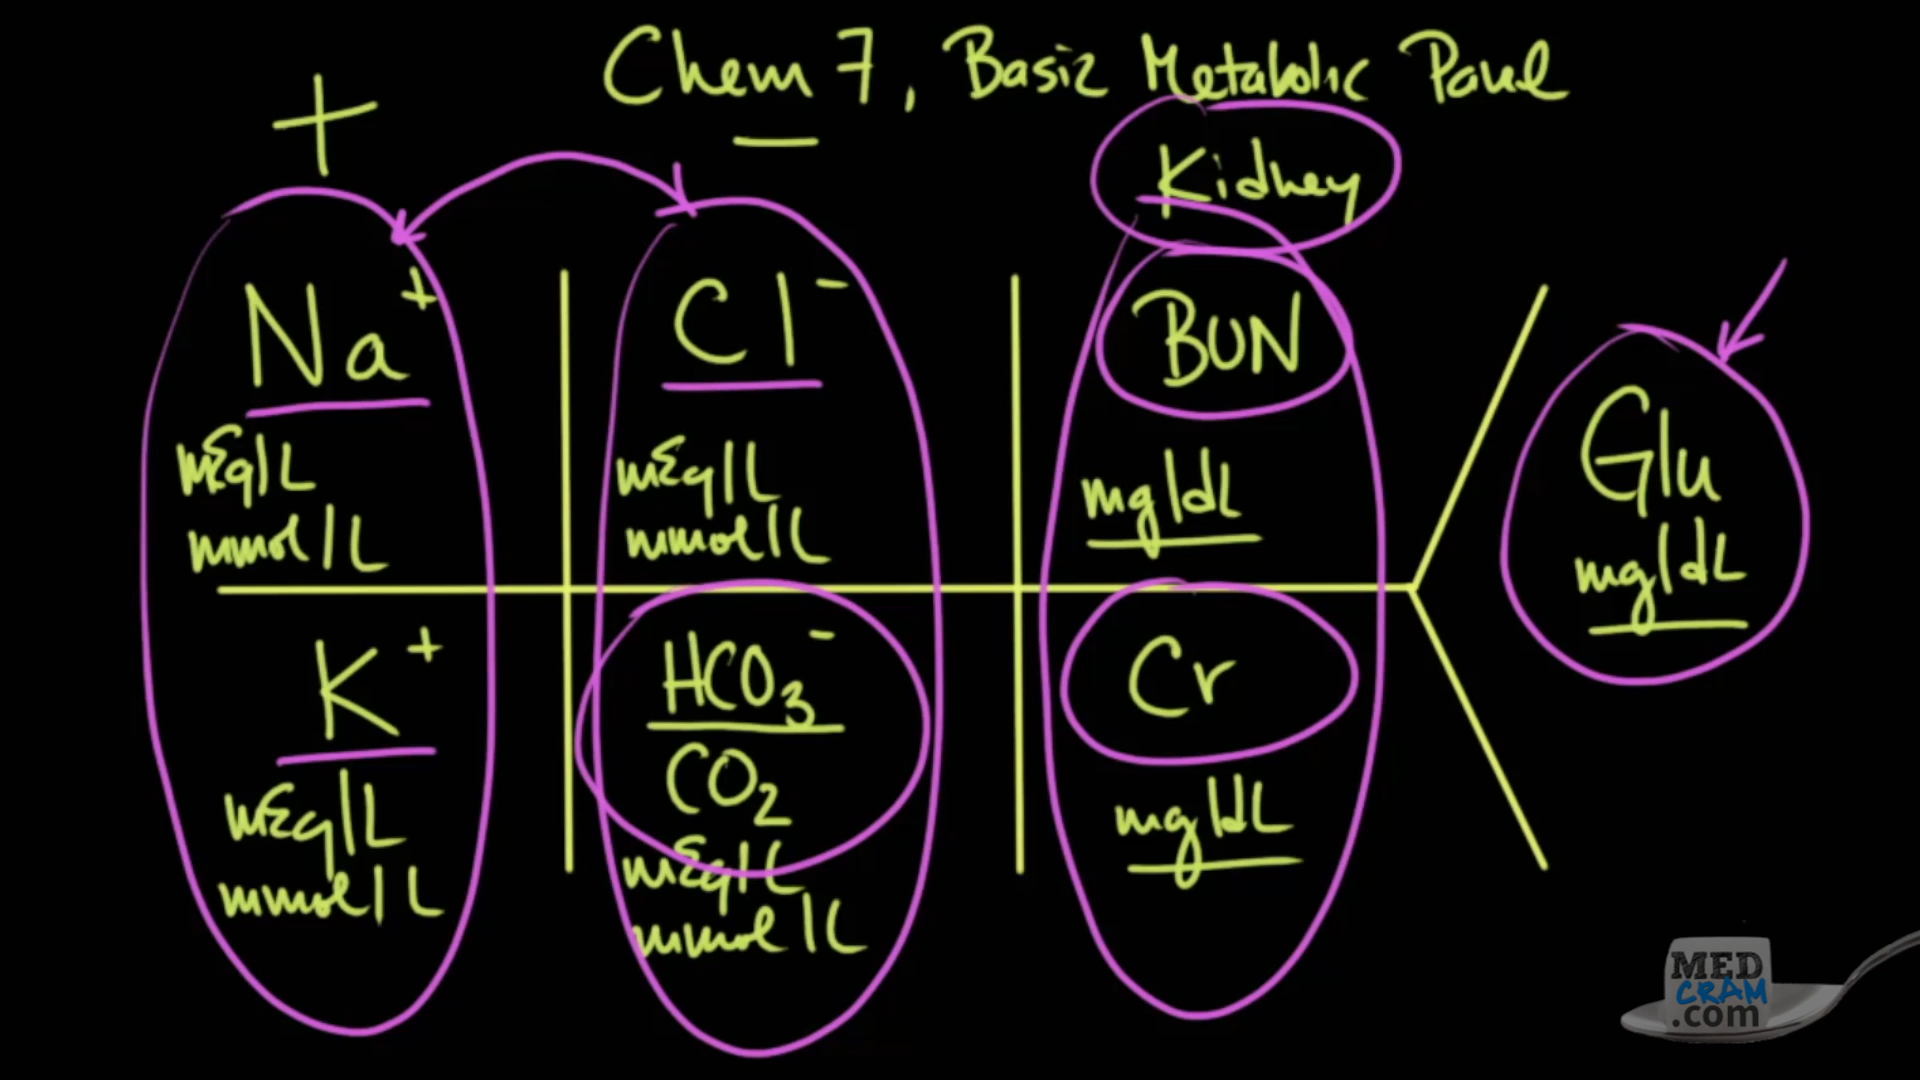 Chem 7, Basic Metabolic Panel
+
−
Kidney
Na+
mEq/L
mmol/L
Cl−
mEq/L
mmol/L
BUN
mg/dL
Glu
mg/dL
K+
mEq/L
mmol/L
HCO3−
CO2
mEq/L
mmol/L
Cr
mg/dL
MED
CRAM
.com